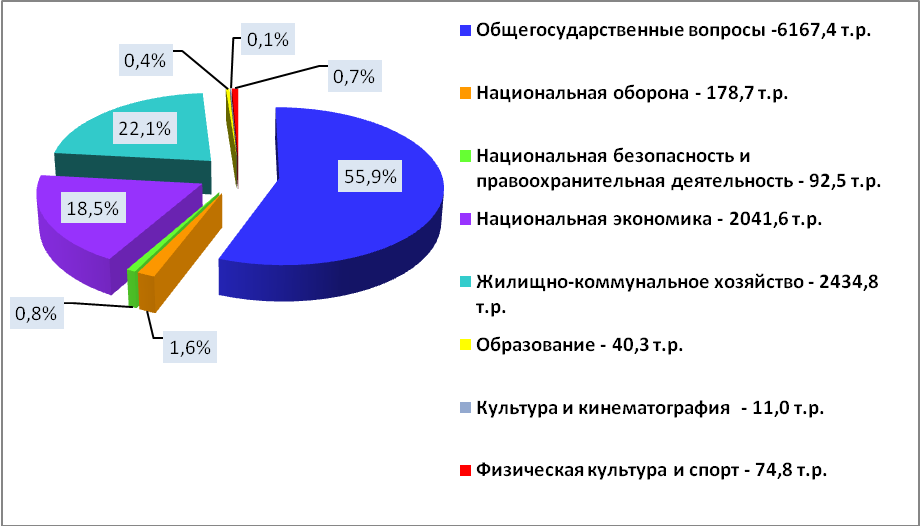 0,1%
0,4%
0,7%
22,1%
55,9%
18,5%
0,8%
1,6%
Общегосударственные вопросы -6167,4 т.р.
Национальная оборона - 178,7 т.р.
Национальная безопасность и
правоохранительная деятельность - 92,5 т.р.
Национальная экономика - 2041,6 т.р.
Жилищно-коммунальное хозяйство - 2434,8
т.р.
Образование - 40,3 т.р.
Культура и кинематография - 11,0 т.р.
Физическая культура и спорт - 74,8 т.р.